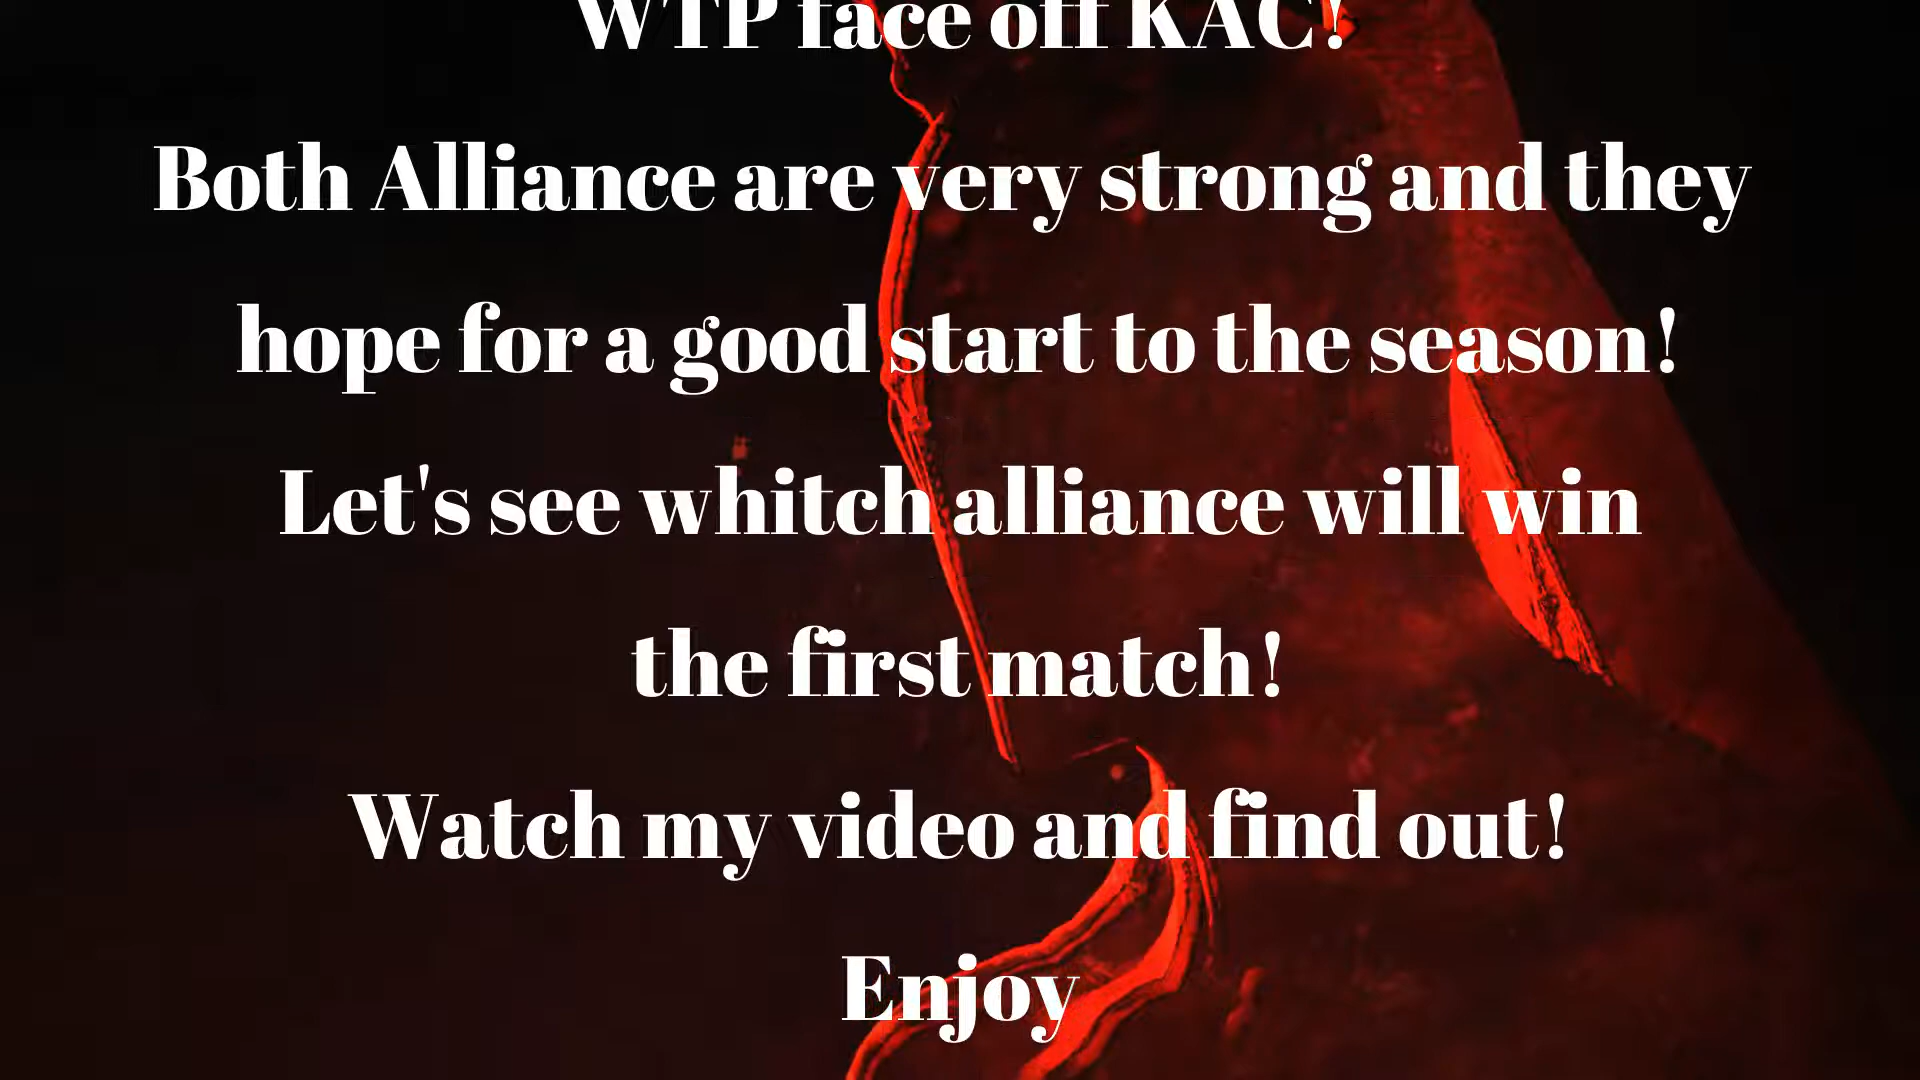 WTP face off KAC!
Both Alliance are very strong and they
hope for a good start to the season!
Let's see whitch alliance will win
the first match!
Watch my video and find out!
Enjoy